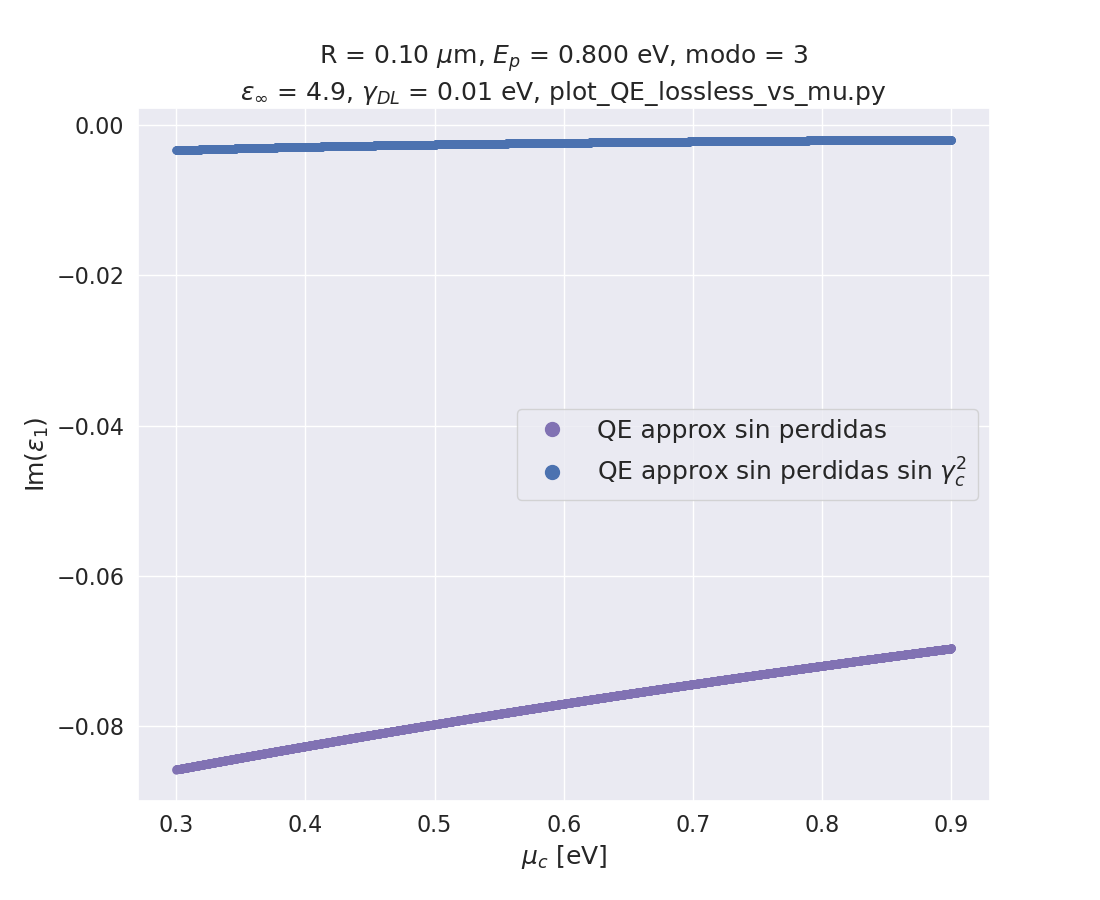 R = 0.10 μm, E_p = 0.800 eV, modo = 3
ε_∞ = 4.9, γ_DL = 0.01 eV, plot_QE_lossless_vs_mu.py
0.00
−0.02
−0.04
−0.06
−0.08
Im(ε_1)
QE approx sin perdidas
QE approx sin perdidas sin γ_c^2
0.3 0.4 0.5 0.6 0.7 0.8 0.9
μ_c [eV]